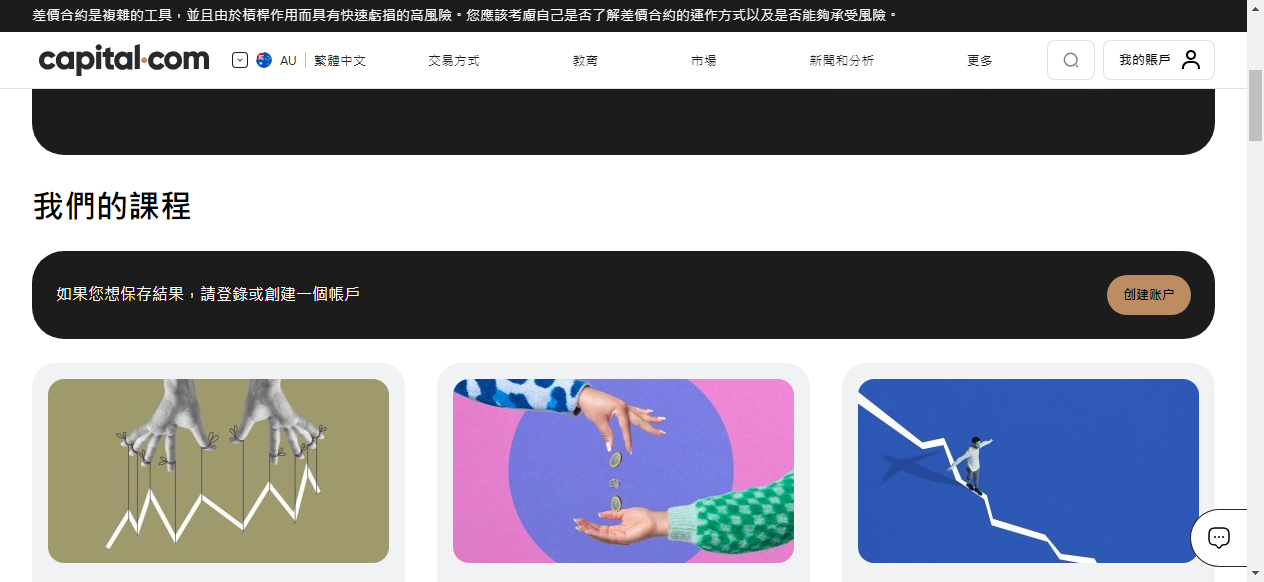 差價合約是複雜的工具，並且由於槓桿作用而具有快速虧損的高風險。您應該考慮自己是否了解差價合約的運作方式以及是否能夠承受風險。
capital.com
AU
繁體中文
交易方式
教育
市場
新聞和分析
更多
我的賬戶
我們的課程
如果您想保存結果，請登錄或創建一個帳戶
创建账户